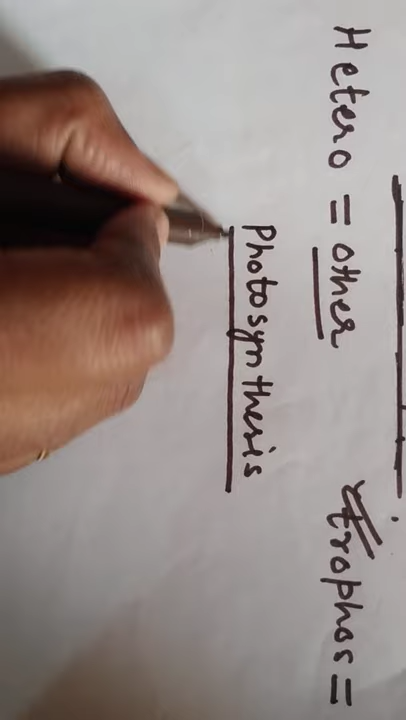 Hetero = other trophos =
Photosynthesis